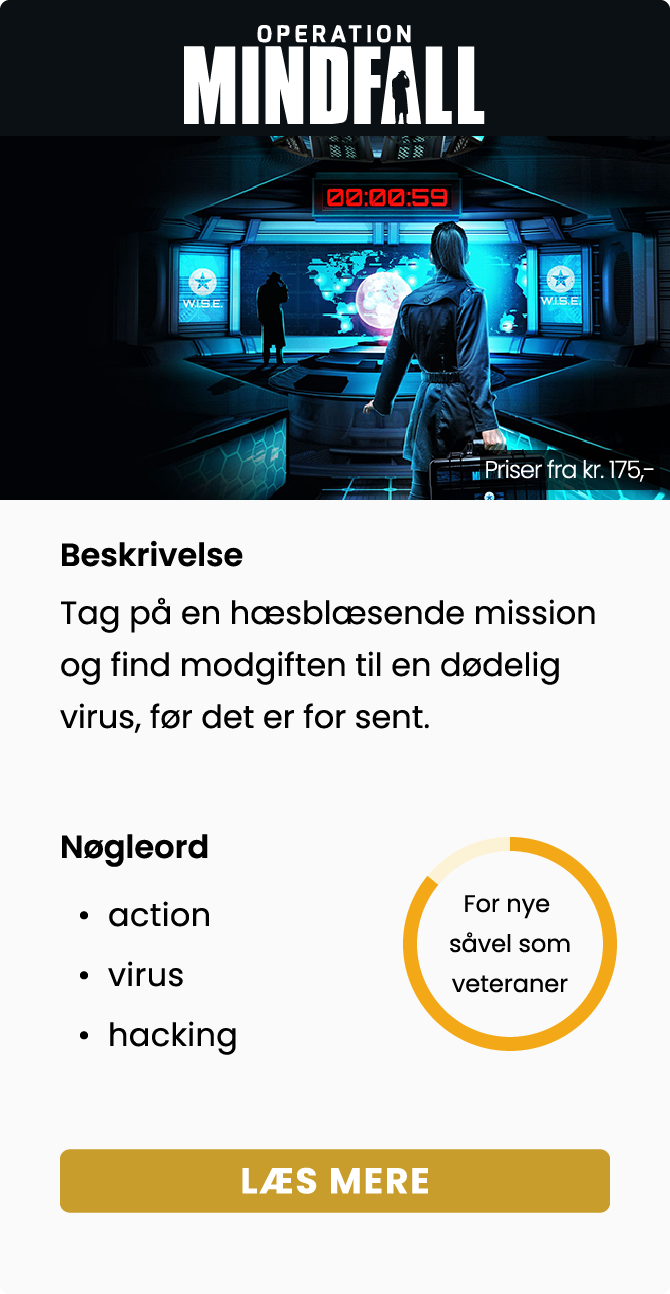 OPERATION
MINDFALL
00:00:59
W.I.S.E.
W.I.S.E.
Priser fra kr. 175,-
Beskrivelse
Tag på en hæsblæsende mission
og find modgiften til en dødelig
virus, før det er for sent.
Nøgleord
• action
• virus
• hacking
For nye
såvel som
veteraner
LÆS MERE